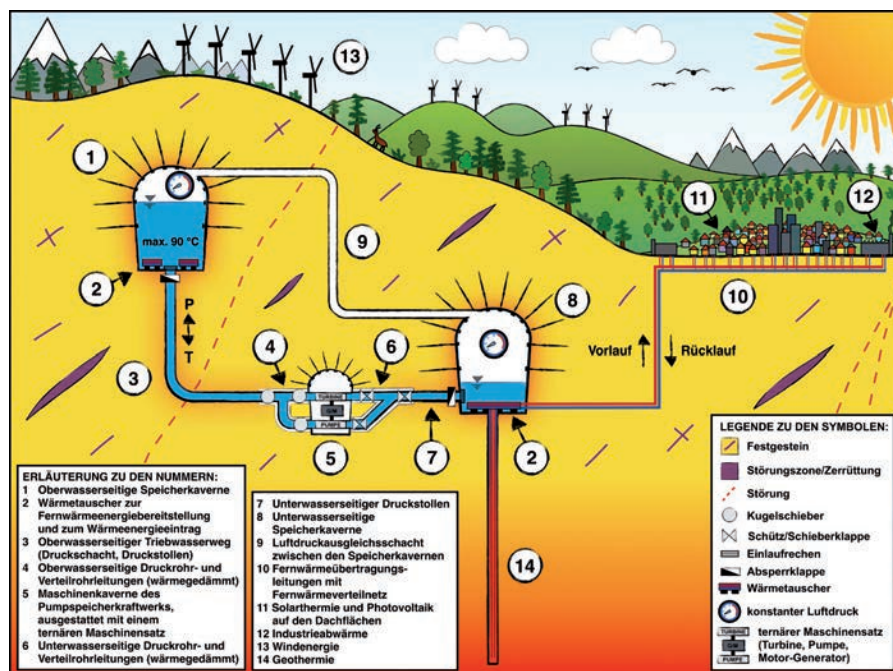 13
1
max. 90 °C
2
9
P
T
3
4
6
TURBINE
G/M
PUMPE
5
7
8
2
11
12
10
Vorlauf
Rücklauf
14
ERLÄUTERUNG ZU DEN NUMMERN:
1 Oberwasserseitige Speicherkaverne
2 Wärmetauscher zur
Fernwärmeenergiebereitstellung
und zum Wärmeenergieeintrag
3 Oberwasserseitiger Triebwasserweg
(Druckschacht, Druckstollen)
4 Oberwasserseitige Druckrohr- und
Verteilrohrleitungen (wärmegedämmt)
5 Maschinenkaverne des
Pumpspeicherkraftwerks,
ausgestattet mit einem
ternären Maschinensatz
6 Unterwasserseitige Druckrohr- und
Verteilrohrleitungen (wärmegedämmt)
7 Unterwasserseitiger Druckstollen
8 Unterwasserseitige
Speicherkaverne
9 Luftdruckausgleichsschacht
zwischen den Speicherkavernen
10 Fernwärmeübertragungs-
leitungen mit
Fernwärmeverteilnetz
11 Solarthermie und Photovoltaik
auf den Dachflächen
12 Industrieabwärme
13 Windenergie
14 Geothermie
LEGENDE ZU DEN SYMBOLEN:
Festgestein
Störungszone/Zerrüttung
Störung
Kugelschieber
Schütz/Schieberklappe
Einlaufrechen
Absperrklappe
Wärmetauscher
konstanter Luftdruck
TURBINE
PUMPE
ternärer Maschinensatz
(Turbine, Pumpe,
Motor-Generator)